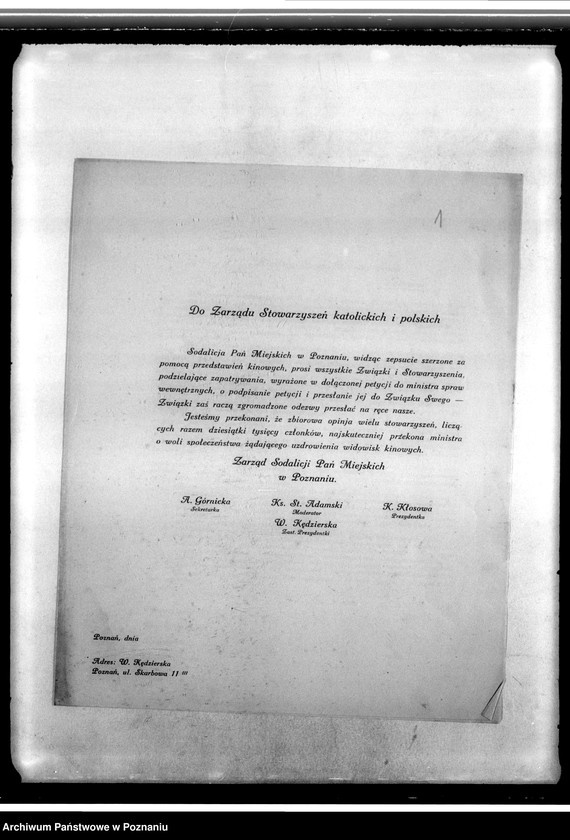 1
Do Zarządu Stowarzyszeń katolickich i polskich
Sodalicja Pań Miejskich w Poznaniu, widząc zepsucie szerzone za
pomocą przedstawień kinowych, prosi wszystkie Związki i Stowarzyszenia,
podzielające zapatrywania, wyrażone w dołączonej petycji do ministra spraw
wewnętrznych, o podpisanie petycji i przesłanie jej do Związku Swego —
Związki zaś raczą zgromadzone odezwy przesłać na ręce nasze.
Jesteśmy przekonani, że zbiorowa opinja wielu stowarzyszeń, liczą-
cych razem dziesiątki tysięcy członków, najskuteczniej przekona ministra
o woli społeczeństwa żądającego uzdrowienia widowisk kinowych.
Zarząd Sodalicji Pań Miejskich
w Poznaniu.
A. Górnicka
Sekretarka
Ks. St. Adamski
Moderator
K. Kłosowa
Prezydentka
W. Kędzierska
Zast. Prezydentki
Poznań, dnia
Adres: W. Kędzierska
Poznań, ul. Skarbowa 11 III
Archiwum Państwowe w Poznaniu